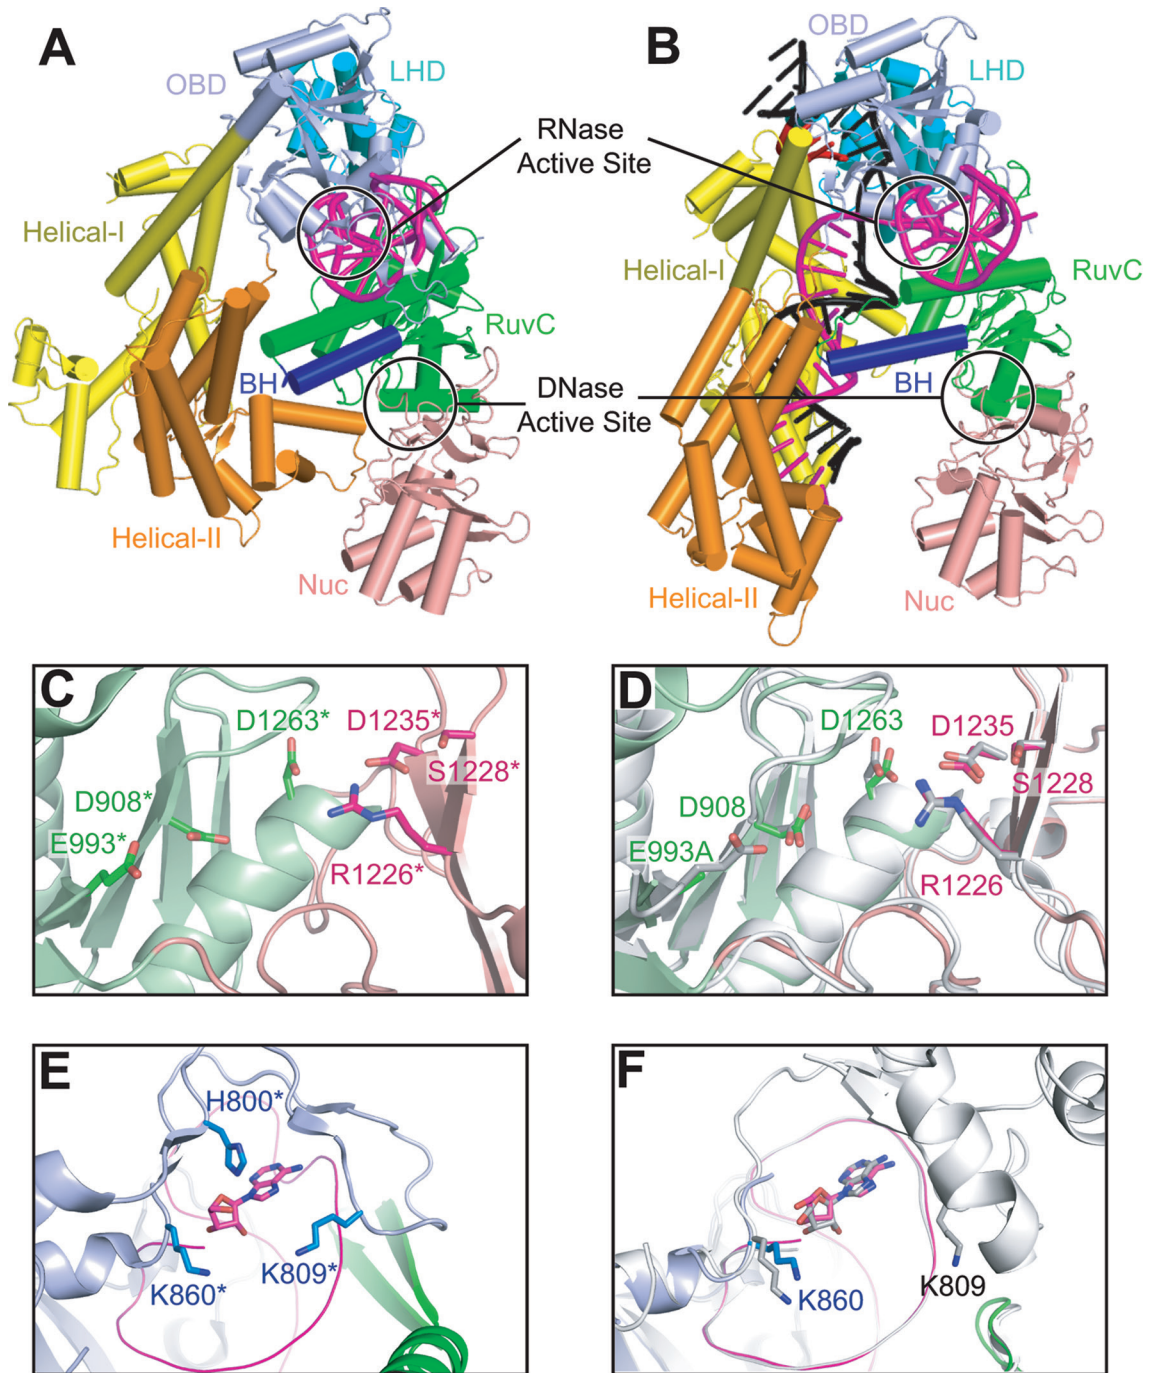 A
OBD
LHD
Helical-I
RuvC
BH
Helical-II
Nuc
RNase
Active Site
DNase
Active Site
B
OBD
LHD
Helical-I
RuvC
BH
Helical-II
Nuc
C
D1263*
D1235*
S1228*
D908*
E993*
R1226*
D
D1263
D1235
S1228
D908
E993A
R1226
E
H800*
K809*
K860*
F
K860
K809